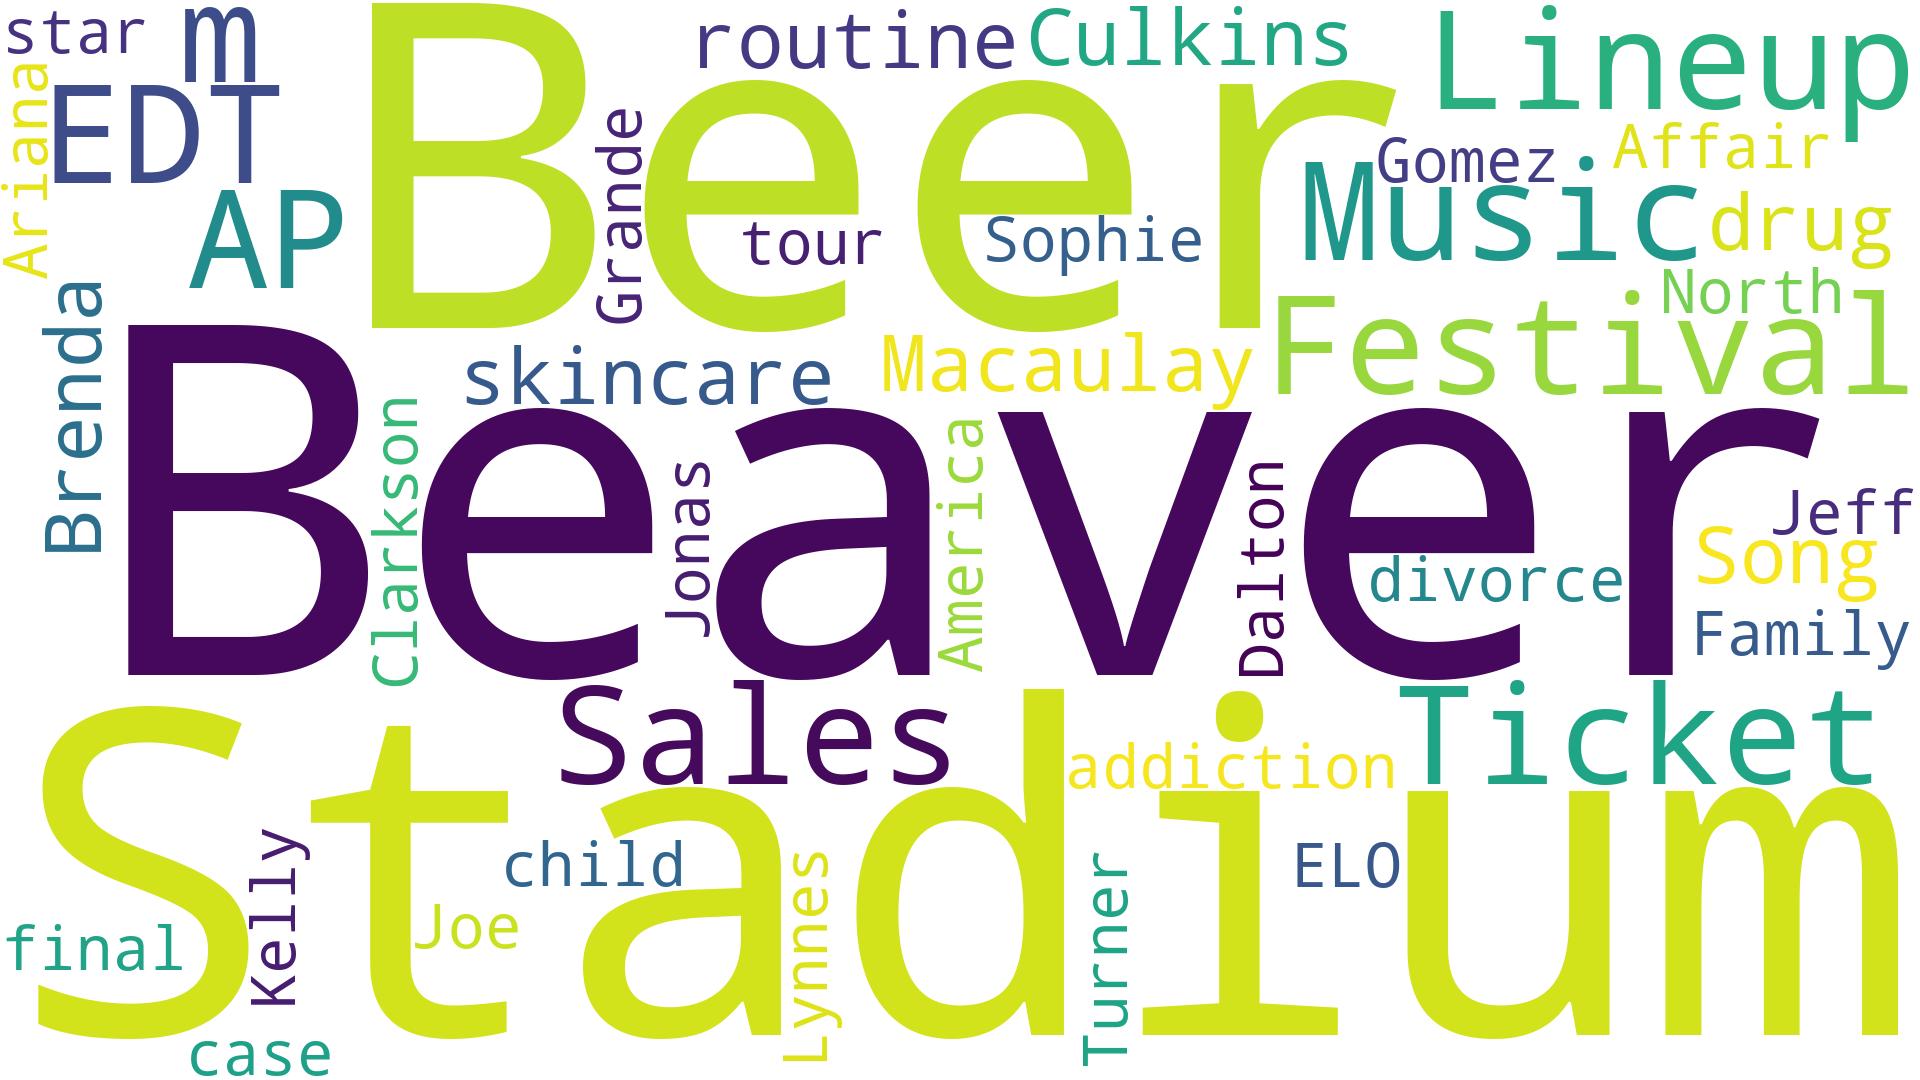 star
m
Beer
routine
Culkins
Lineup
Ariana
EDT
Grande
Gomez
Affair
AP
tour
Sophie
Music
drug
North
Brenda
skincare
Macaulay
Festival
Beaver
Clarkson
Jonas
America
Dalton
Jeff
Song
divorce
Family
Sales
Ticket
addiction
Stadium
Kelly
child
Lynnes
Turner
ELO
Joe
final
case